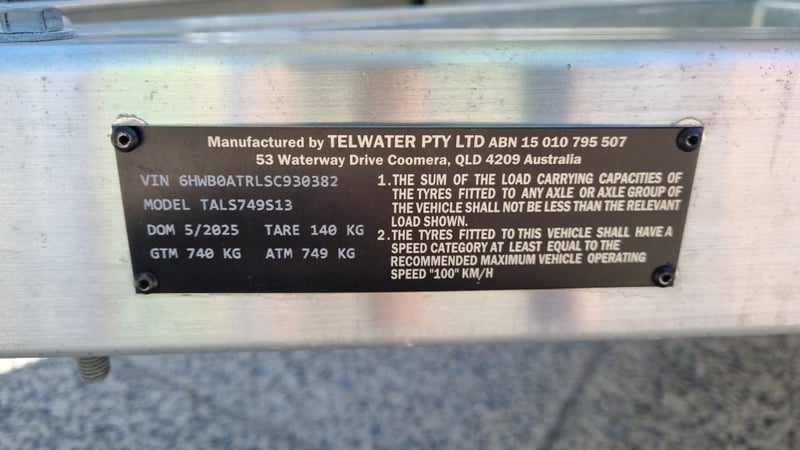 Manufactured by TELWATER PTY LTD ABN 15 010 795 507
53 Waterway Drive Coomera, QLD 4209 Australia
VIN 6HWB0ATRLSC930382
MODEL TALS749S13
DOM 5/2025 TARE 140 KG
GTM 740 KG ATM 749 KG
1.THE SUM OF THE LOAD CARRYING CAPACITIES OF
THE TYRES FITTED TO ANY AXLE OR AXLE GROUP OF
THE VEHICLE SHALL NOT BE LESS THAN THE RELEVANT
LOAD SHOWN.
2.THE TYRES FITTED TO THIS VEHICLE SHALL HAVE A
SPEED CATEGORY AT LEAST EQUAL TO THE
RECOMMENDED MAXIMUM VEHICLE OPERATING
SPEED "100" KM/H